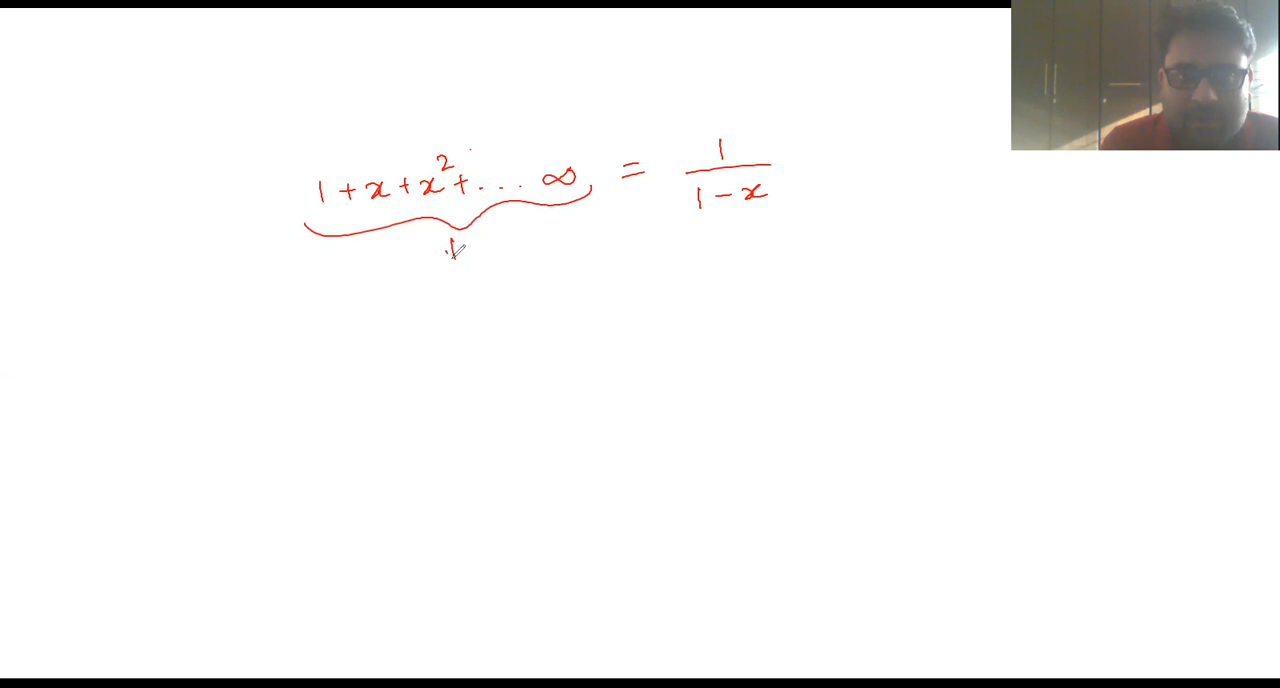 1 + x + x² + ... ∞ = 1/(1 - x)